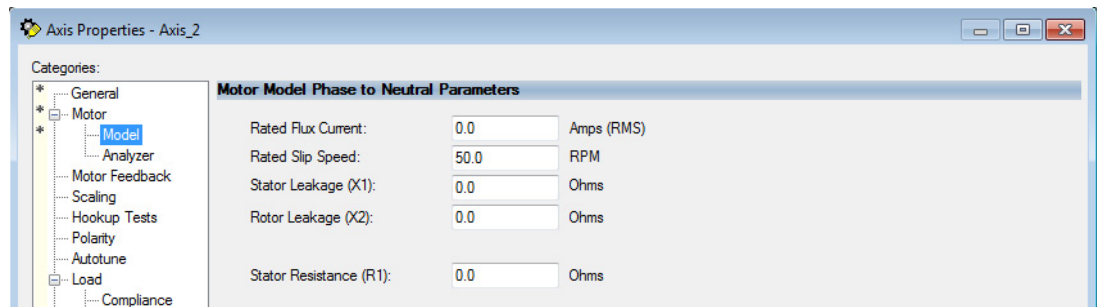 Axis Properties - Axis_2
Categories:
* General
* Motor
* Model
Analyzer
Motor Feedback
Scaling
Hookup Tests
Polarity
Autotune
Load
Compliance
Motor Model Phase to Neutral Parameters
Rated Flux Current: 0.0 Amps (RMS)
Rated Slip Speed: 50.0 RPM
Stator Leakage (X1): 0.0 Ohms
Rotor Leakage (X2): 0.0 Ohms
Stator Resistance (R1): 0.0 Ohms